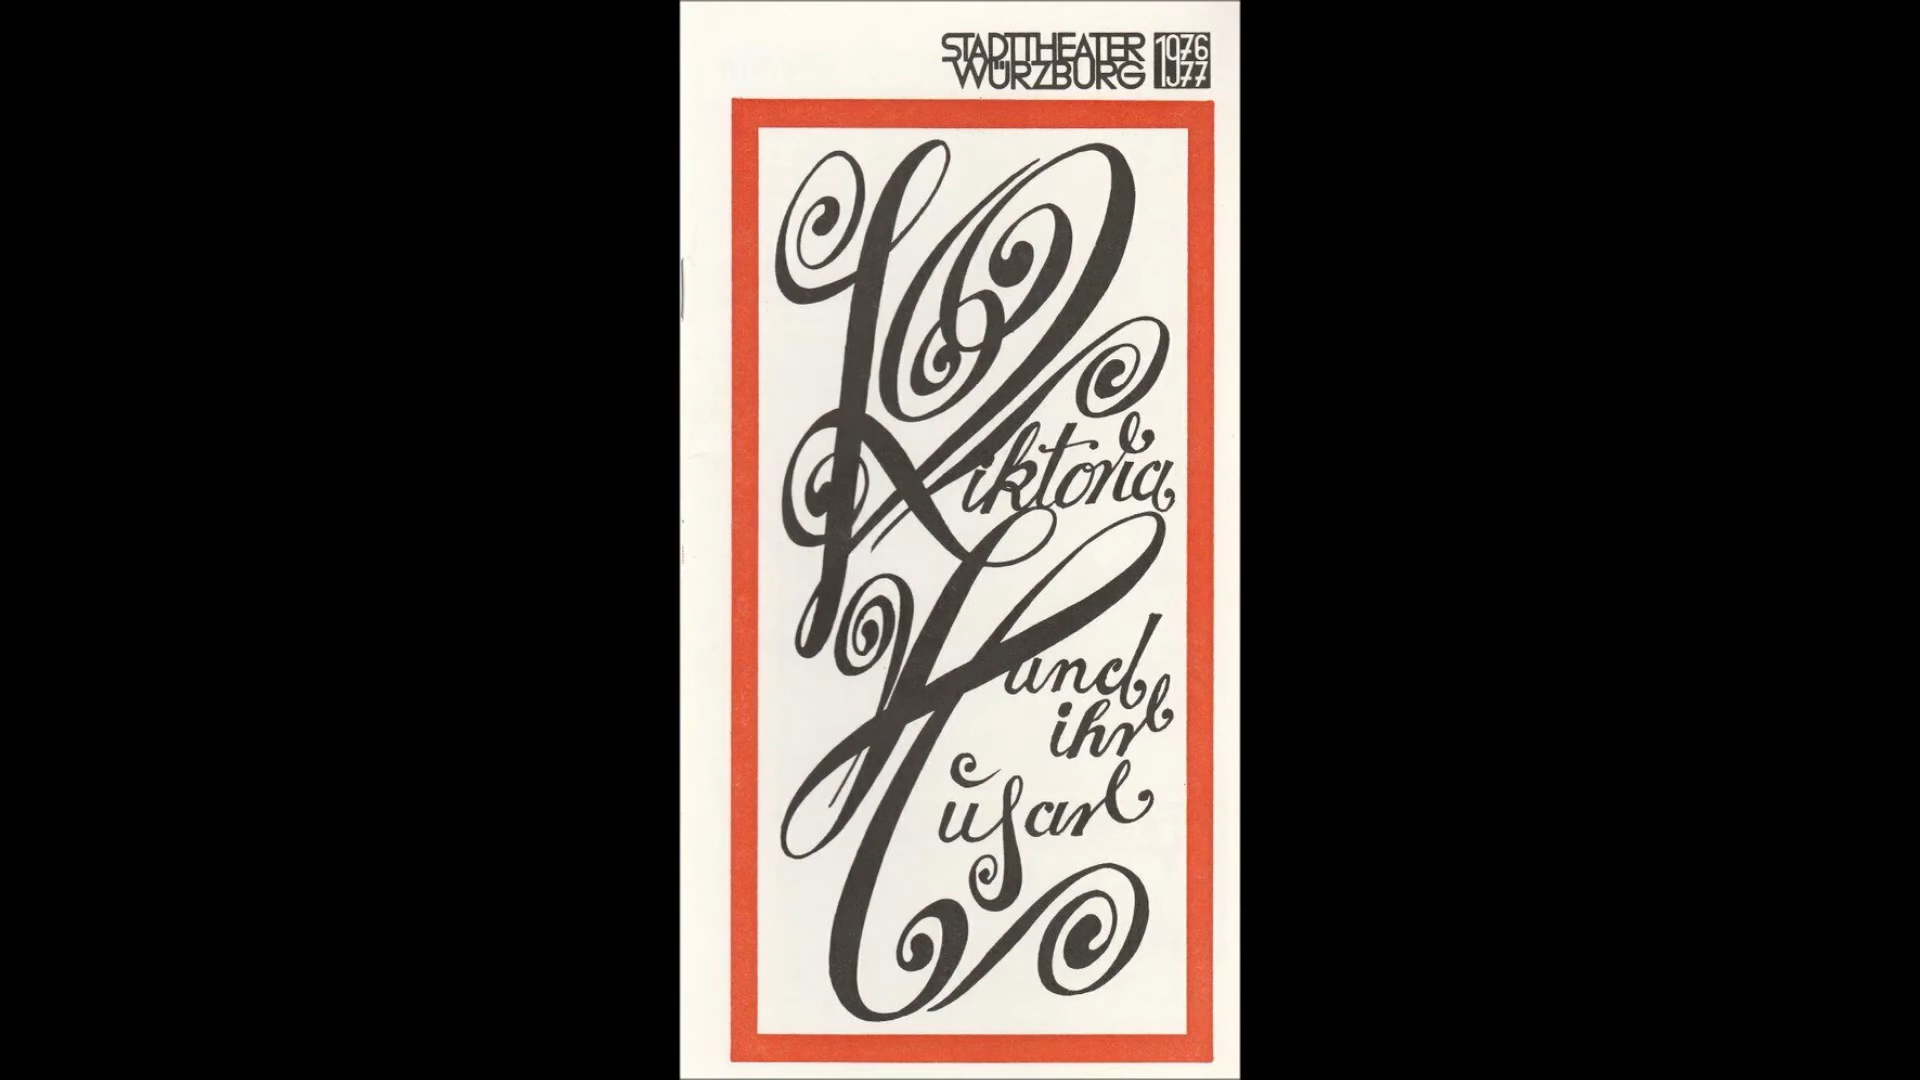 STADTTHEATER
WÜRZBURG
1976
1977
Viktoria
und
ihr
Husar